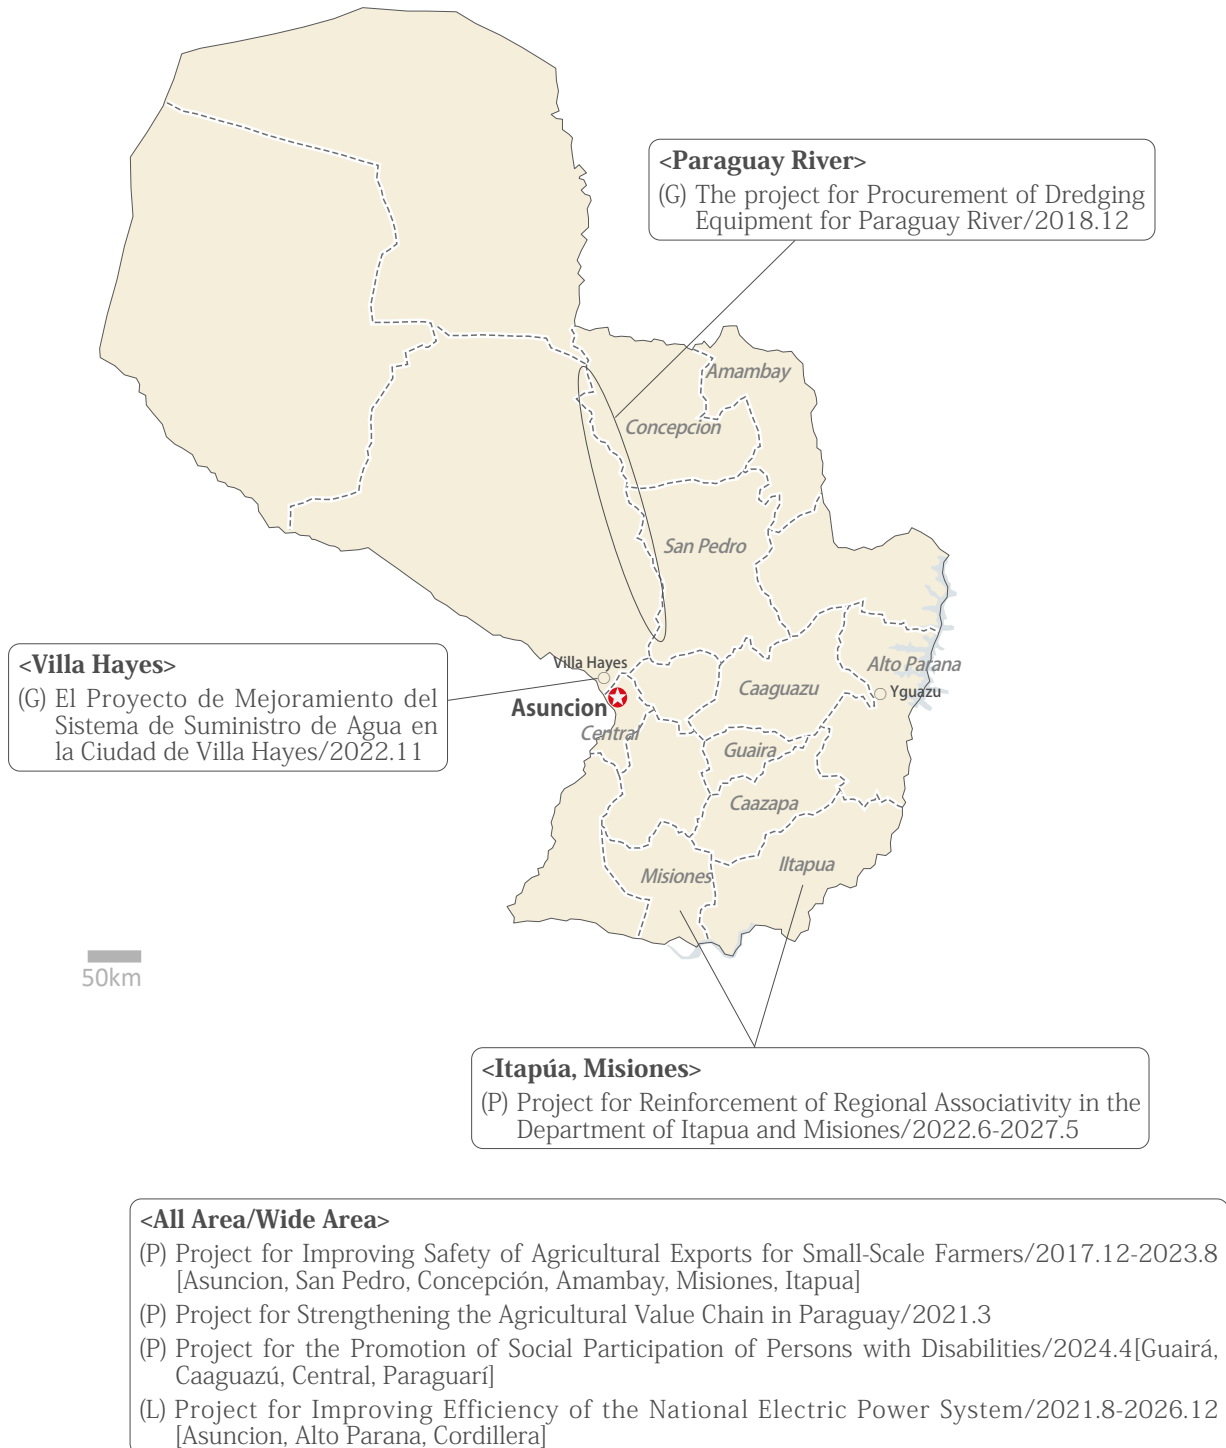 <Paraguay River>
(G) The project for Procurement of Dredging
Equipment for Paraguay River/2018.12
Amambay
Concepcion
San Pedro
<Villa Hayes>
(G) El Proyecto de Mejoramiento del
Sistema de Suministro de Agua en
la Ciudad de Villa Hayes/2022.11
Villa Hayes
Asuncion
Central
Caaguazu
Alto Parana
Yguazu
Guaira
Caazapa
Misiones
IItapua
50km
<Itapúa, Misiones>
(P) Project for Reinforcement of Regional Associativity in the
Department of Itapua and Misiones/2022.6-2027.5
<All Area/Wide Area>
(P) Project for Improving Safety of Agricultural Exports for Small-Scale Farmers/2017.12-2023.8
[Asuncion, San Pedro, Concepción, Amambay, Misiones, Itapua]
(P) Project for Strengthening the Agricultural Value Chain in Paraguay/2021.3
(P) Project for the Promotion of Social Participation of Persons with Disabilities/2024.4[Guairá,
Caaguazú, Central, Paraguarí]
(L) Project for Improving Efficiency of the National Electric Power System/2021.8-2026.12
[Asuncion, Alto Parana, Cordillera]